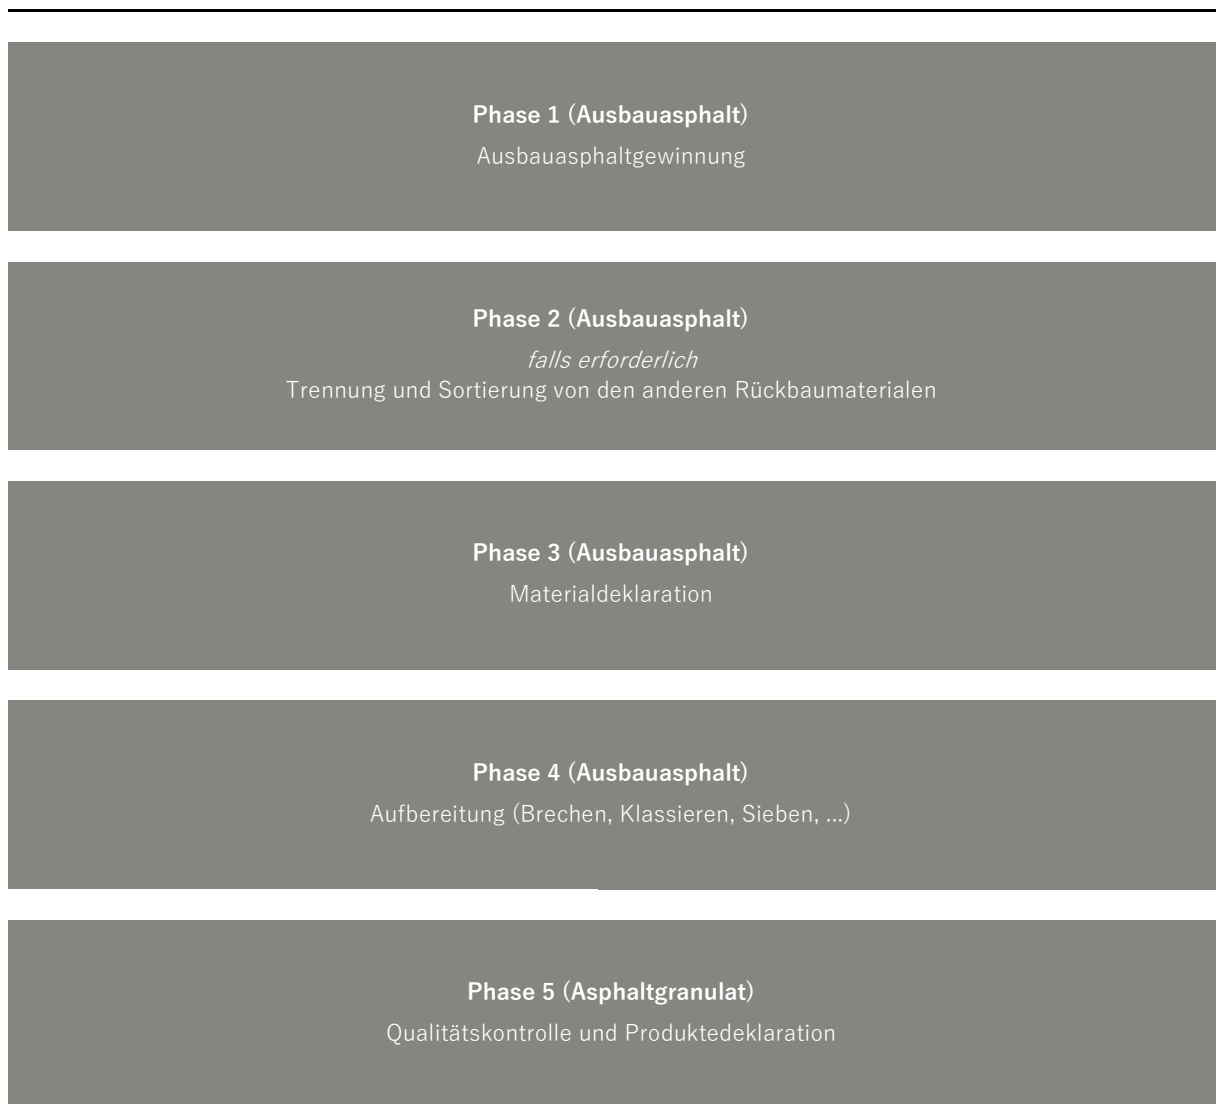 Phase 1 (Ausbauasphalt)
Ausbauasphaltgewinnung
Phase 2 (Ausbauasphalt)
falls erforderlich
Trennung und Sortierung von den anderen Rückbaumaterialen
Phase 3 (Ausbauasphalt)
Materialdeklaration
Phase 4 (Ausbauasphalt)
Aufbereitung (Brechen, Klassieren, Sieben, ...)
Phase 5 (Asphaltgranulat)
Qualitätskontrolle und Produktedeklaration